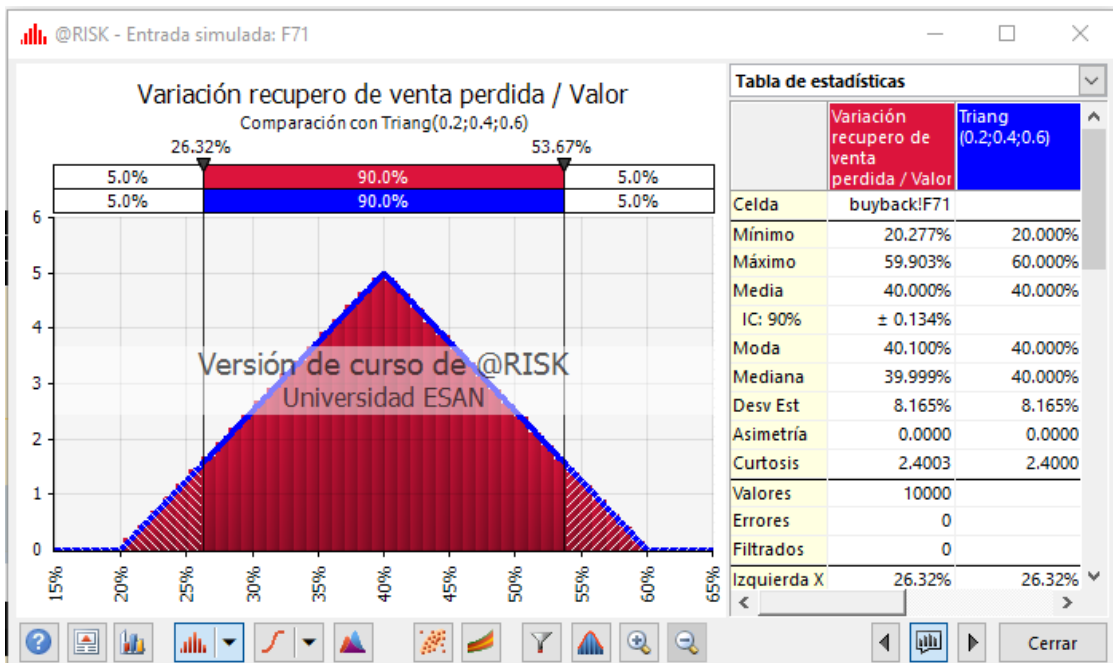 @RISK - Entrada simulada: F71
Variación recupero de venta perdida / Valor
Comparación con Triang(0.2;0.4;0.6)
26.32% 53.67%
5.0% 90.0% 5.0%
5.0% 90.0% 5.0%
6
5
4
3
2
1
0
Versión de curso de @RISK
Universidad ESAN
15% 20% 25% 30% 35% 40% 45% 50% 55% 60% 65%
Tabla de estadísticas
Variación recupero de venta perdida / Valor Triang (0.2;0.4;0.6)
Celda buyback!F71
Mínimo 20.277% 20.000%
Máximo 59.903% 60.000%
Media 40.000% 40.000%
IC: 90% ± 0.134%
Moda 40.100% 40.000%
Mediana 39.999% 40.000%
Desv Est 8.165% 8.165%
Asimetría 0.0000 0.0000
Curtosis 2.4003 2.4000
Valores 10000
Errores 0
Filtrados 0
Izquierda X 26.32% 26.32%
Cerrar